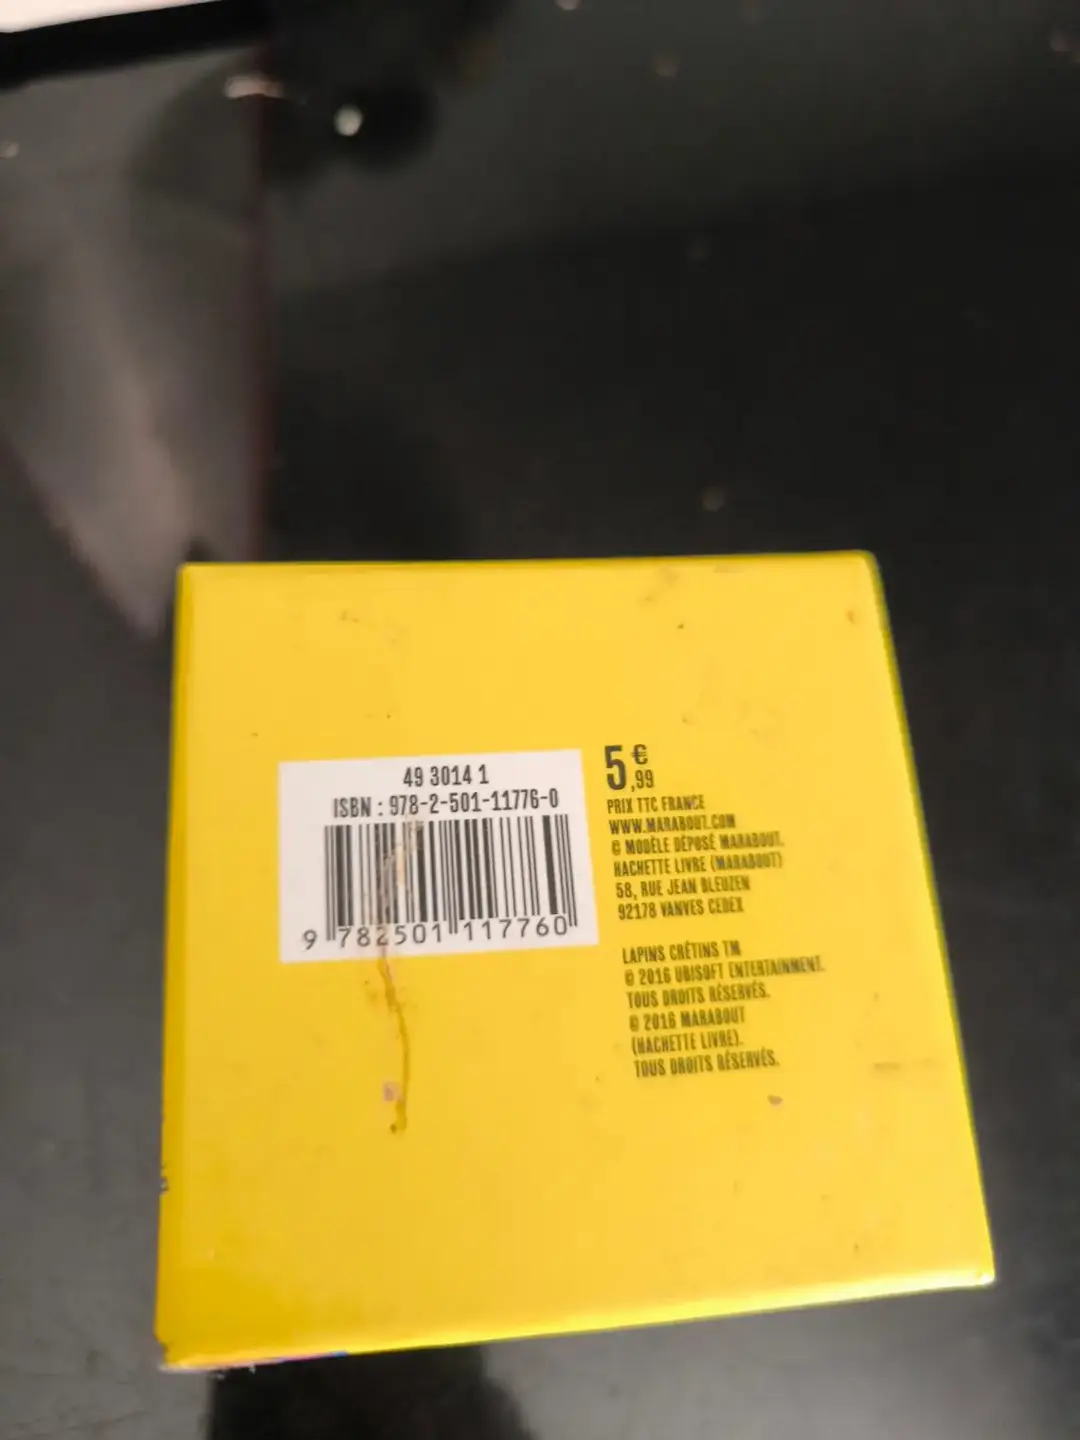 49 3014 1
ISBN : 978-2-501-11776-0
9 782501 117760
5€,99
PRIX TTC FRANCE
WWW.MARABOUT.COM
© MODÈLE DÉPOSÉ MARABOUT.
HACHETTE LIVRE (MARABOUT)
58, RUE JEAN BLEUZEN
92178 VANVES CEDEX
LAPINS CRÉTINS TM
© 2016 UBISOFT ENTERTAINMENT.
TOUS DROITS RÉSERVÉS.
© 2016 MARABOUT
(HACHETTE LIVRE).
TOUS DROITS RÉSERVÉS.